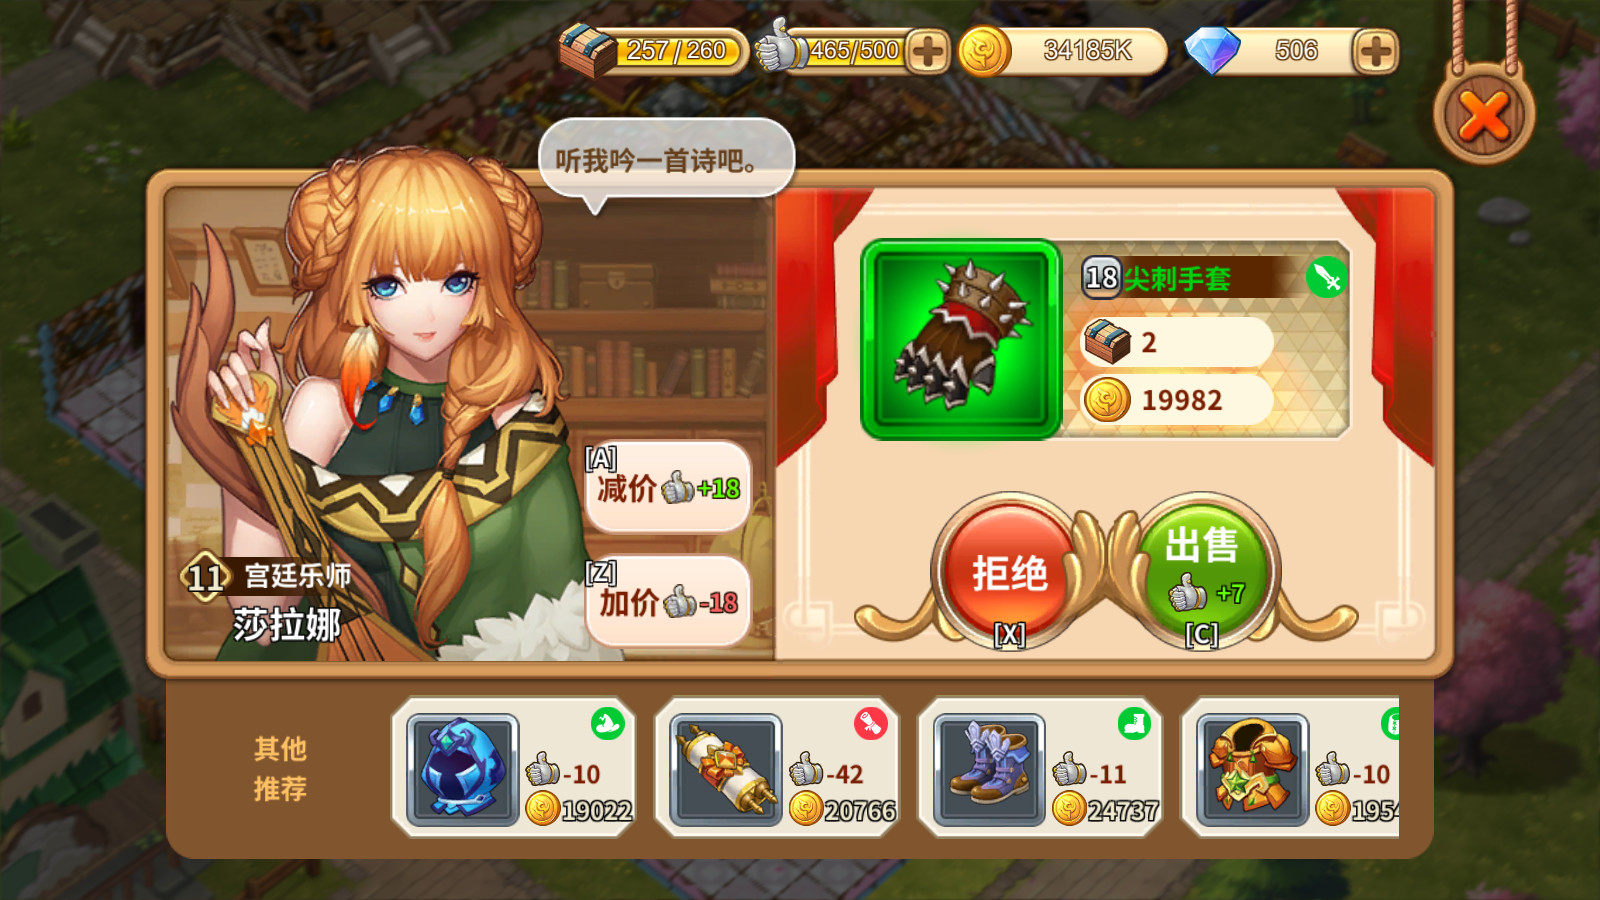 257/260
465/500
34185K
506
听我吟一首诗吧。
18 尖刺手套
2
19982
[A]
减价 +18
[Z]
加价 -18
11 宫廷乐师
莎拉娜
拒绝
[X]
出售
+7
[C]
其他
推荐
-10
19022
-42
20766
-11
24737
-10
1954